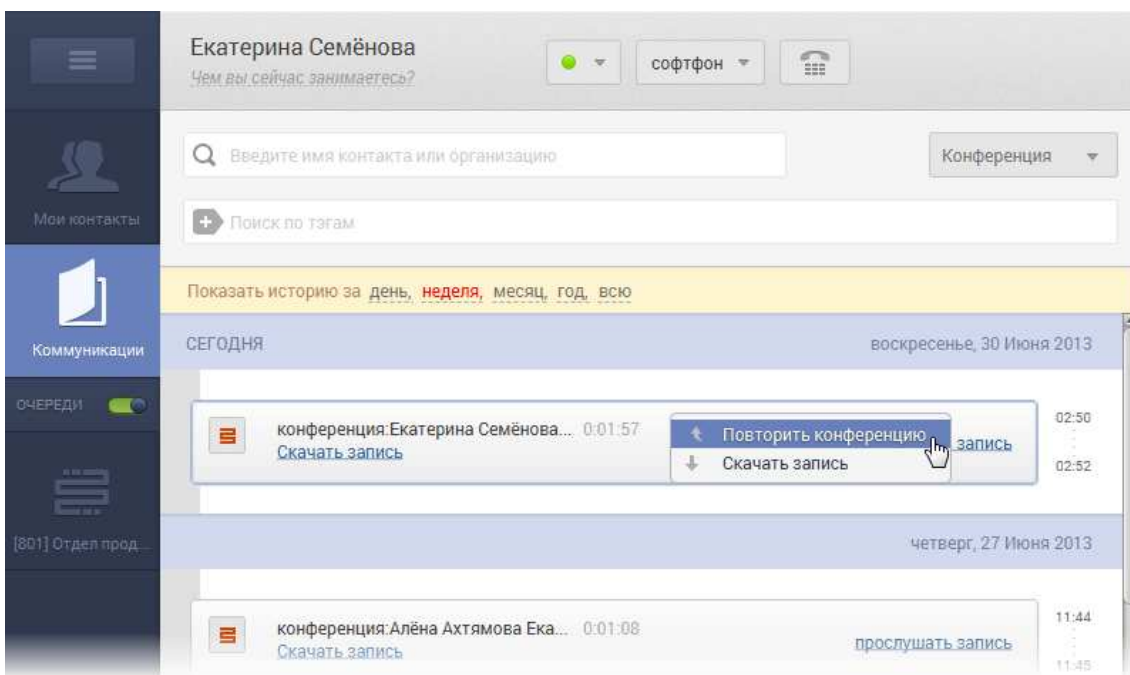 Екатерина Семёнова
Чем вы сейчас занимаетесь?
софтфон
Введите имя контакта или организацию
Конференция
Мои контакты
Поиск по тэгам
Показать историю за день, неделя, месяц, год, всю
Коммуникации
СЕГОДНЯ
воскресенье, 30 Июня 2013
ОЧЕРЕДИ
конференция:Екатерина Семёнова... 0:01:57
Скачать запись
Повторить конференцию
Скачать запись
запись
02:50
02:52
[801] Отдел прод...
четверг, 27 Июня 2013
конференция:Алёна Ахтямова Ека... 0:01:08
Скачать запись
прослушать запись
11:44
11:45